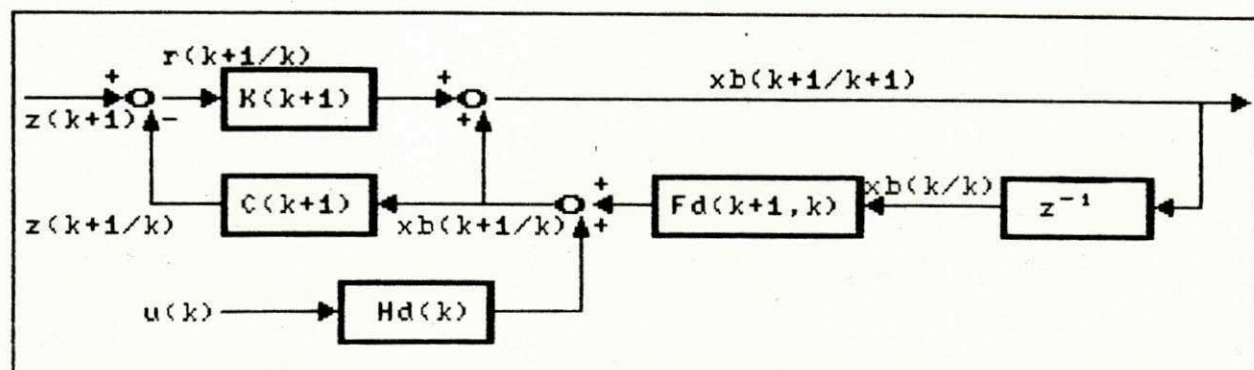 r(k+1/k)
+
K(k+1)
+
xb(k+1/k+1)
z(k+1)
-
+
C(k+1)
z(k+1/k)
xb(k+1/k)
+
+
Fd(k+1,k)
xb(k/k)
z⁻¹
u(k)
Hd(k)